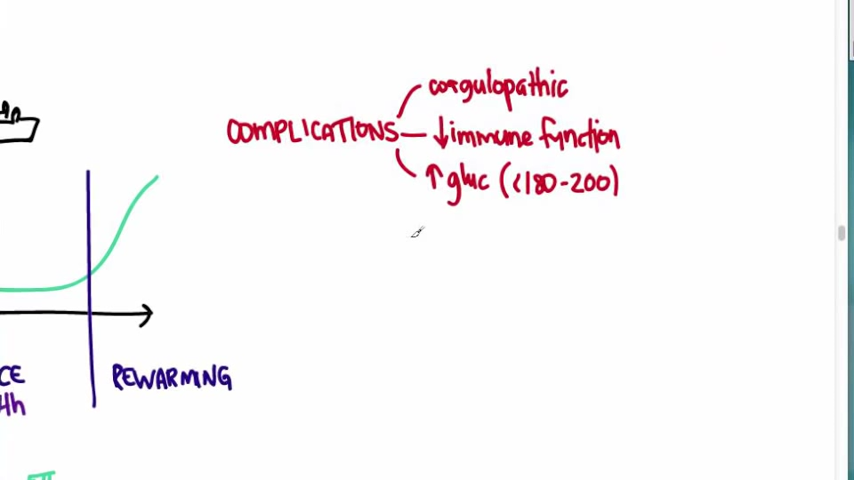 coagulopathic
COMPLICATIONS
↓immune function
↑gluc (<180-200)
CE
4h
REWARMING